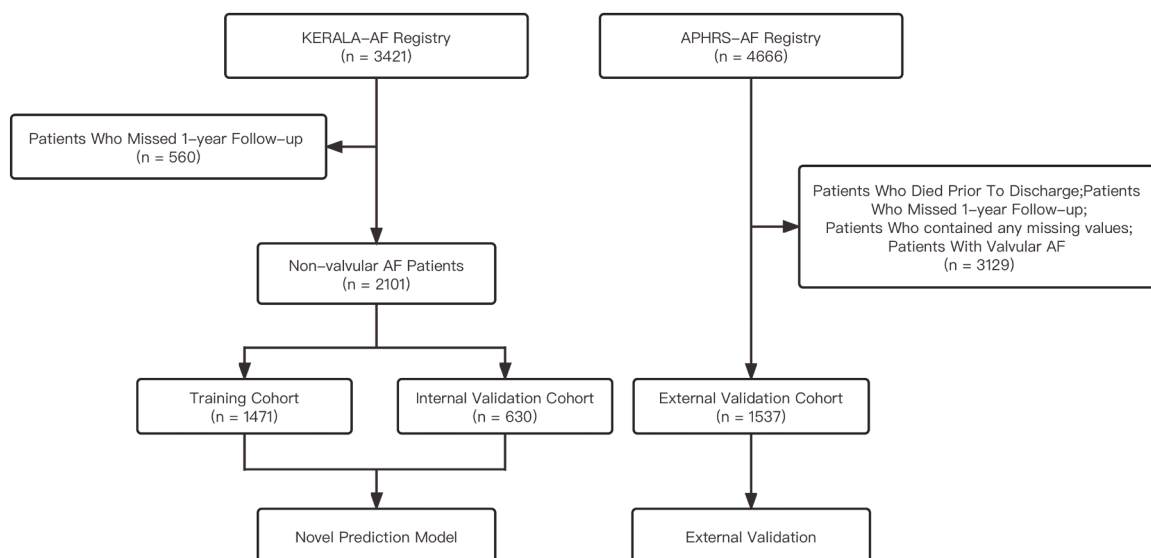 KERALA-AF Registry
(n = 3421)
APHRS-AF Registry
(n = 4666)
Patients Who Missed 1-year Follow-up
(n = 560)
Patients Who Died Prior To Discharge;Patients
Who Missed 1-year Follow-up;
Patients Who contained any missing values;
Patients With Valvular AF
(n = 3129)
Non-valvular AF Patients
(n = 2101)
Training Cohort
(n = 1471)
Internal Validation Cohort
(n = 630)
External Validation Cohort
(n = 1537)
Novel Prediction Model
External Validation